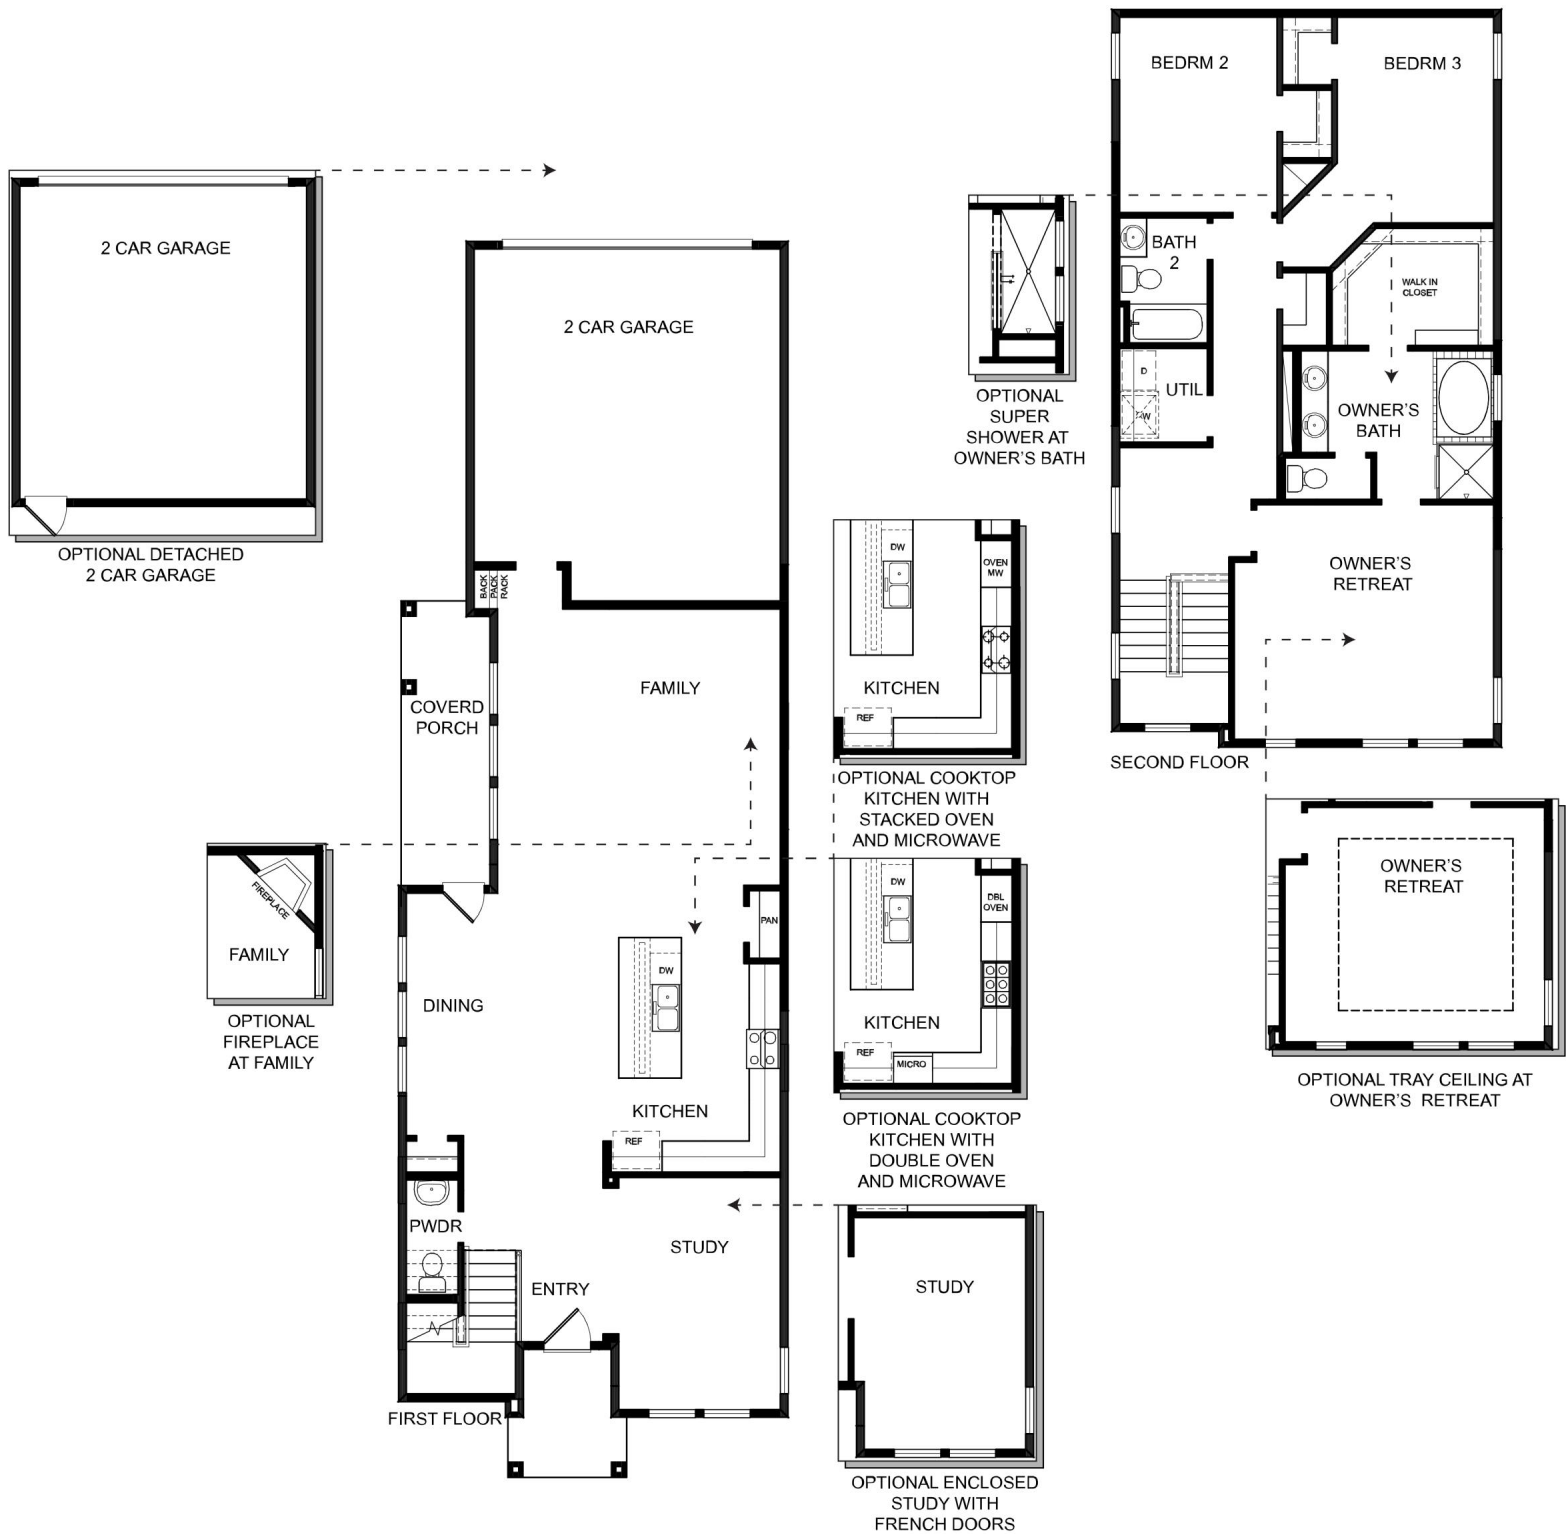 2 CAR GARAGE
OPTIONAL DETACHED
2 CAR GARAGE
2 CAR GARAGE
BACK
PACK
RACK
COVERD
PORCH
FAMILY
FIREPLACE
FAMILY
OPTIONAL
FIREPLACE
AT FAMILY
PAN
DINING
DW
KITCHEN
REF
PWDR
STUDY
ENTRY
FIRST FLOOR
BEDRM 2
BEDRM 3
BATH
2
WALK IN
CLOSET
D
W
UTIL
OWNER'S
BATH
OWNER'S
RETREAT
SECOND FLOOR
OPTIONAL
SUPER
SHOWER AT
OWNER'S BATH
DW
OVEN
MW
KITCHEN
REF
OPTIONAL COOKTOP
KITCHEN WITH
STACKED OVEN
AND MICROWAVE
DW
DBL
OVEN
KITCHEN
REF
MICRO
OPTIONAL COOKTOP
KITCHEN WITH
DOUBLE OVEN
AND MICROWAVE
OWNER'S
RETREAT
OPTIONAL TRAY CEILING AT
OWNER'S RETREAT
STUDY
OPTIONAL ENCLOSED
STUDY WITH
FRENCH DOORS